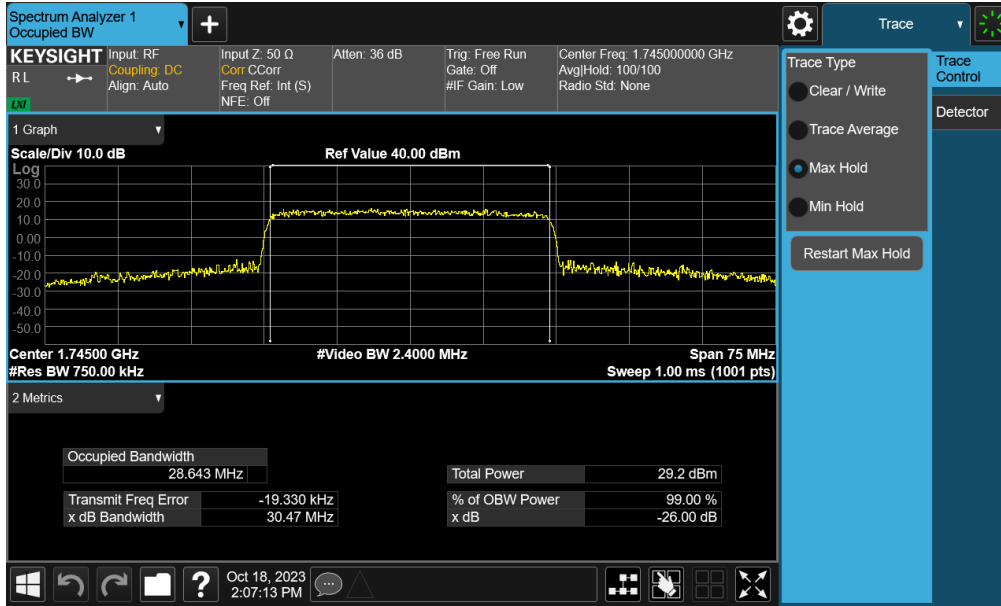 Spectrum Analyzer 1
Occupied BW
+
Trace
KEYSIGHT
RL
LXI
Input: RF
Coupling: DC
Align: Auto
Input Z: 50 Ω
Corr CCorr
Freq Ref: Int (S)
NFE: Off
Atten: 36 dB
Trig: Free Run
Gate: Off
#IF Gain: Low
Center Freq: 1.745000000 GHz
Avg|Hold: 100/100
Radio Std: None
Trace Type
Clear / Write
Trace Average
Max Hold
Min Hold
Restart Max Hold
Trace
Control
Detector
1 Graph
Scale/Div 10.0 dB
Ref Value 40.00 dBm
Log
30.0
20.0
10.0
0.00
-10.0
-20.0
-30.0
-40.0
-50.0
Center 1.74500 GHz
#Video BW 2.4000 MHz
Span 75 MHz
#Res BW 750.00 kHz
Sweep 1.00 ms (1001 pts)
2 Metrics
Occupied Bandwidth
28.643 MHz
Total Power 29.2 dBm
Transmit Freq Error -19.330 kHz
% of OBW Power 99.00 %
x dB Bandwidth 30.47 MHz
x dB -26.00 dB
?
Oct 18, 2023
2:07:13 PM